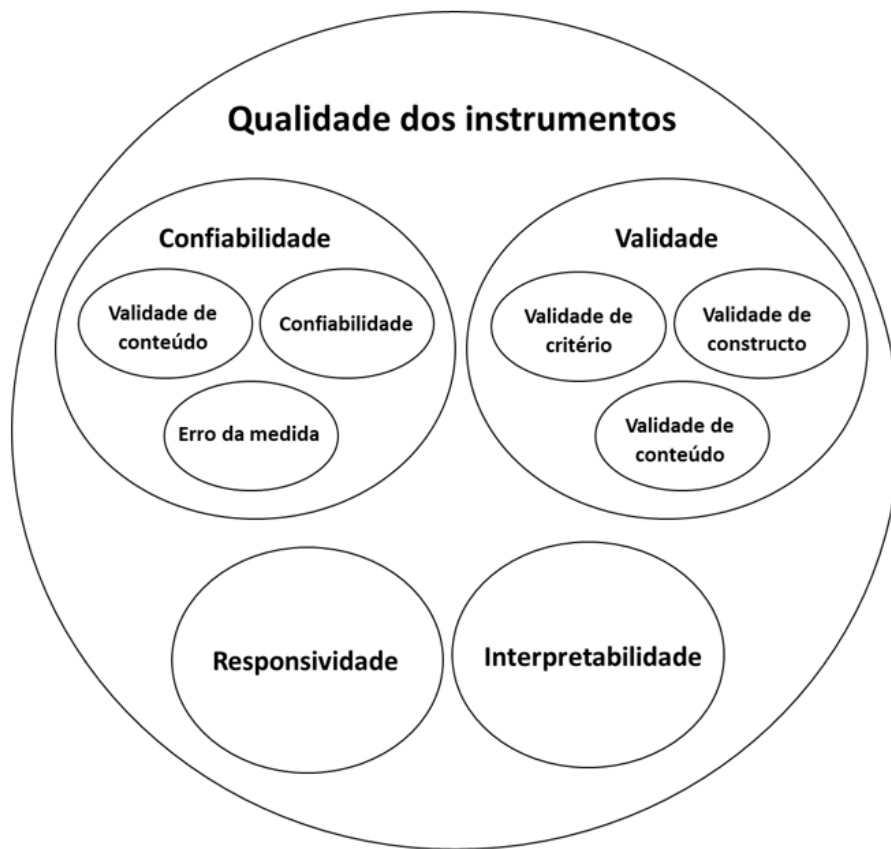 Qualidade dos instrumentos
Confiabilidade
Validade de
conteúdo
Confiabilidade
Erro da medida
Validade
Validade de
critério
Validade de
constructo
Validade de
conteúdo
Responsividade
Interpretabilidade